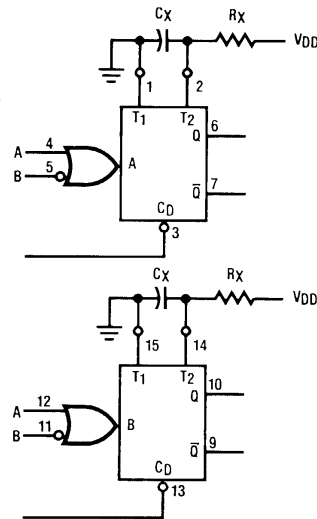 CX RX
VDD
1 2
T1 T2
Q 6
A 4
B 5 A
Q̅ 7
CD
3
CX RX
VDD
15 14
T1 T2
Q 10
A 12
B 11 B
Q̅ 9
CD
13